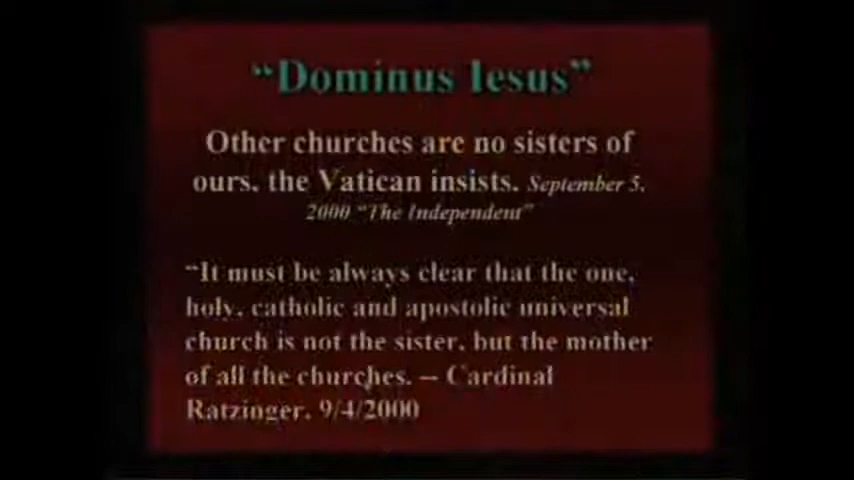 “Dominus Iesus”
Other churches are no sisters of
ours, the Vatican insists. September 5,
2000 “The Independent”
“It must be always clear that the one,
holy, catholic and apostolic universal
church is not the sister, but the mother
of all the churches. -- Cardinal
Ratzinger, 9/4/2000